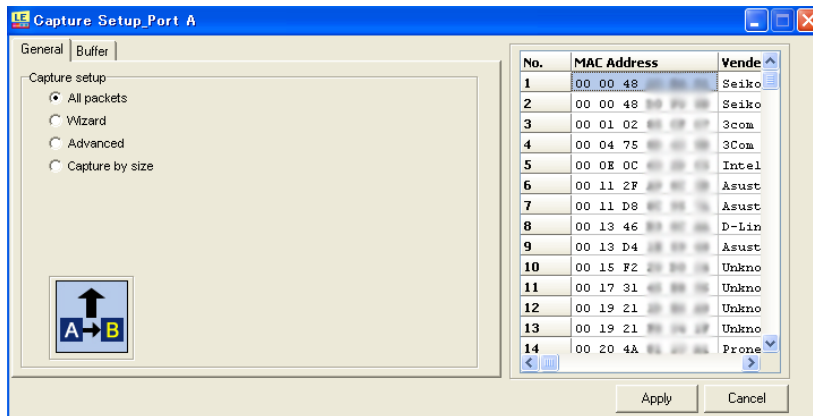 LE Capture Setup_Port A
General Buffer
Capture setup
All packets
Wizard
Advanced
Capture by size
A B
No. MAC Address Vende
1 00 00 48 Seiko
2 00 00 48 Seiko
3 00 01 02 3com
4 00 04 75 3Com
5 00 0E 0C Intel
6 00 11 2F Asust
7 00 11 D8 Asust
8 00 13 46 D-Lin
9 00 13 D4 Asust
10 00 15 F2 Unkno
11 00 17 31 Unkno
12 00 19 21 Unkno
13 00 19 21 Unkno
14 00 20 4A Prone
Apply Cancel